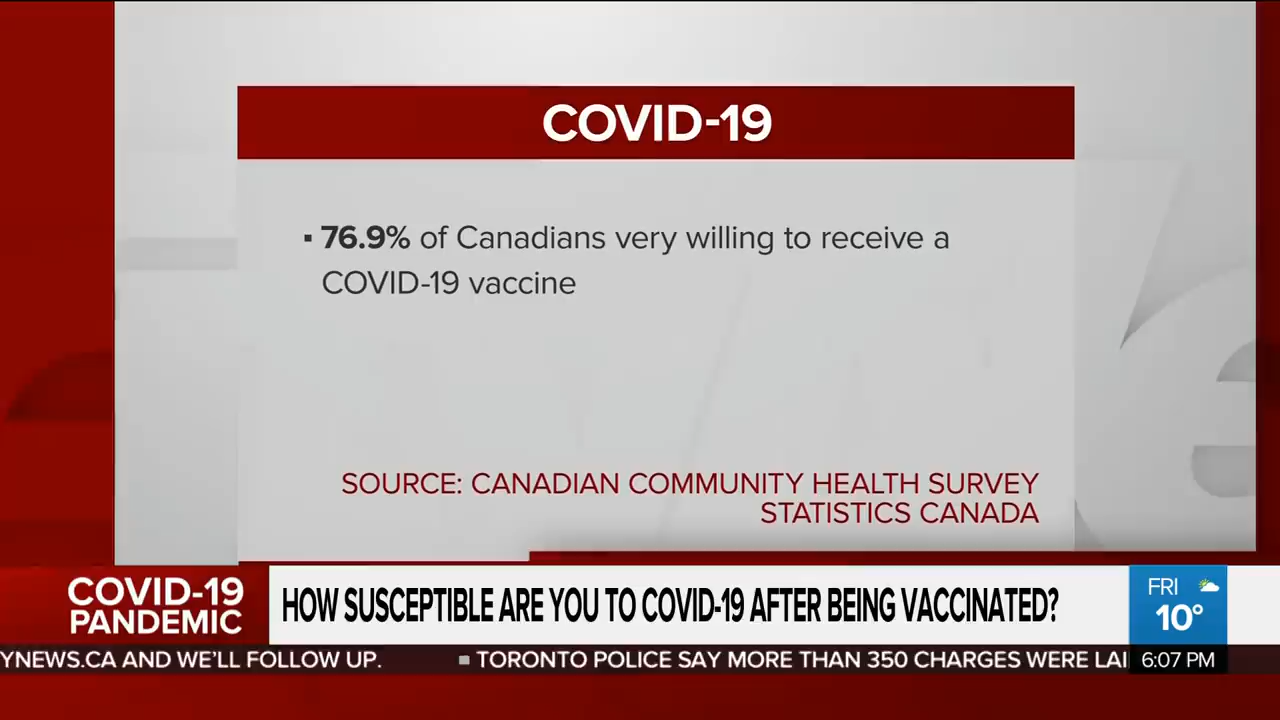 COVID-19
▪ 76.9% of Canadians very willing to receive a
COVID-19 vaccine
SOURCE: CANADIAN COMMUNITY HEALTH SURVEY
STATISTICS CANADA
COVID-19
PANDEMIC
HOW SUSCEPTIBLE ARE YOU TO COVID-19 AFTER BEING VACCINATED?
FRI
10°
YNEWS.CA AND WE'LL FOLLOW UP. ▪ TORONTO POLICE SAY MORE THAN 350 CHARGES WERE LAI
6:07 PM